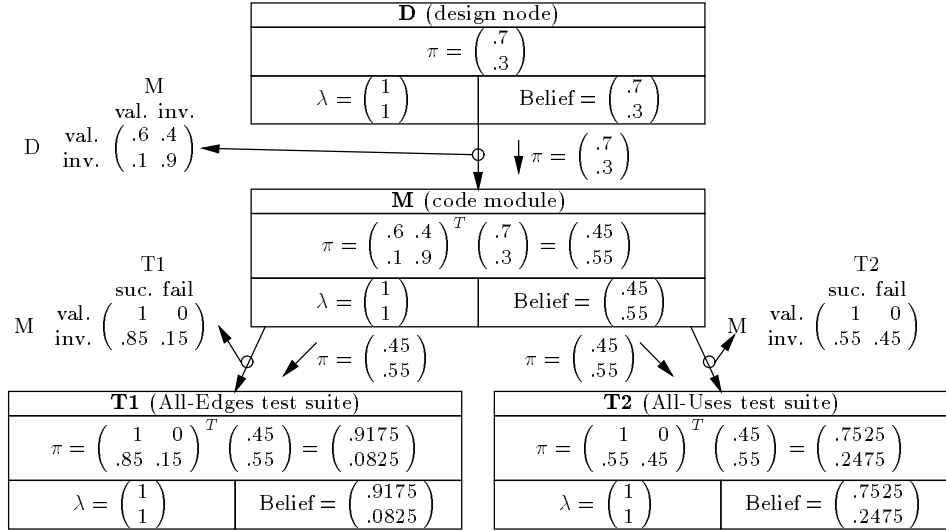 D (design node)
π = ( .7 .3 )
λ = ( 1 1 )
Belief = ( .7 .3 )
M
val. inv.
D val. ( .6 .4
inv. .1 .9 )
π = ( .7 .3 )
M (code module)
π = ( .6 .4 .1 .9 )^T ( .7 .3 ) = ( .45 .55 )
λ = ( 1 1 )
Belief = ( .45 .55 )
T1
suc. fail
M val. ( 1 0
inv. .85 .15 )
T2
suc. fail
M val. ( 1 0
inv. .55 .45 )
π = ( .45 .55 )
π = ( .45 .55 )
T1 (All-Edges test suite)
π = ( 1 0 .85 .15 )^T ( .45 .55 ) = ( .9175 .0825 )
λ = ( 1 1 )
Belief = ( .9175 .0825 )
T2 (All-Uses test suite)
π = ( 1 0 .55 .45 )^T ( .45 .55 ) = ( .7525 .2475 )
λ = ( 1 1 )
Belief = ( .7525 .2475 )